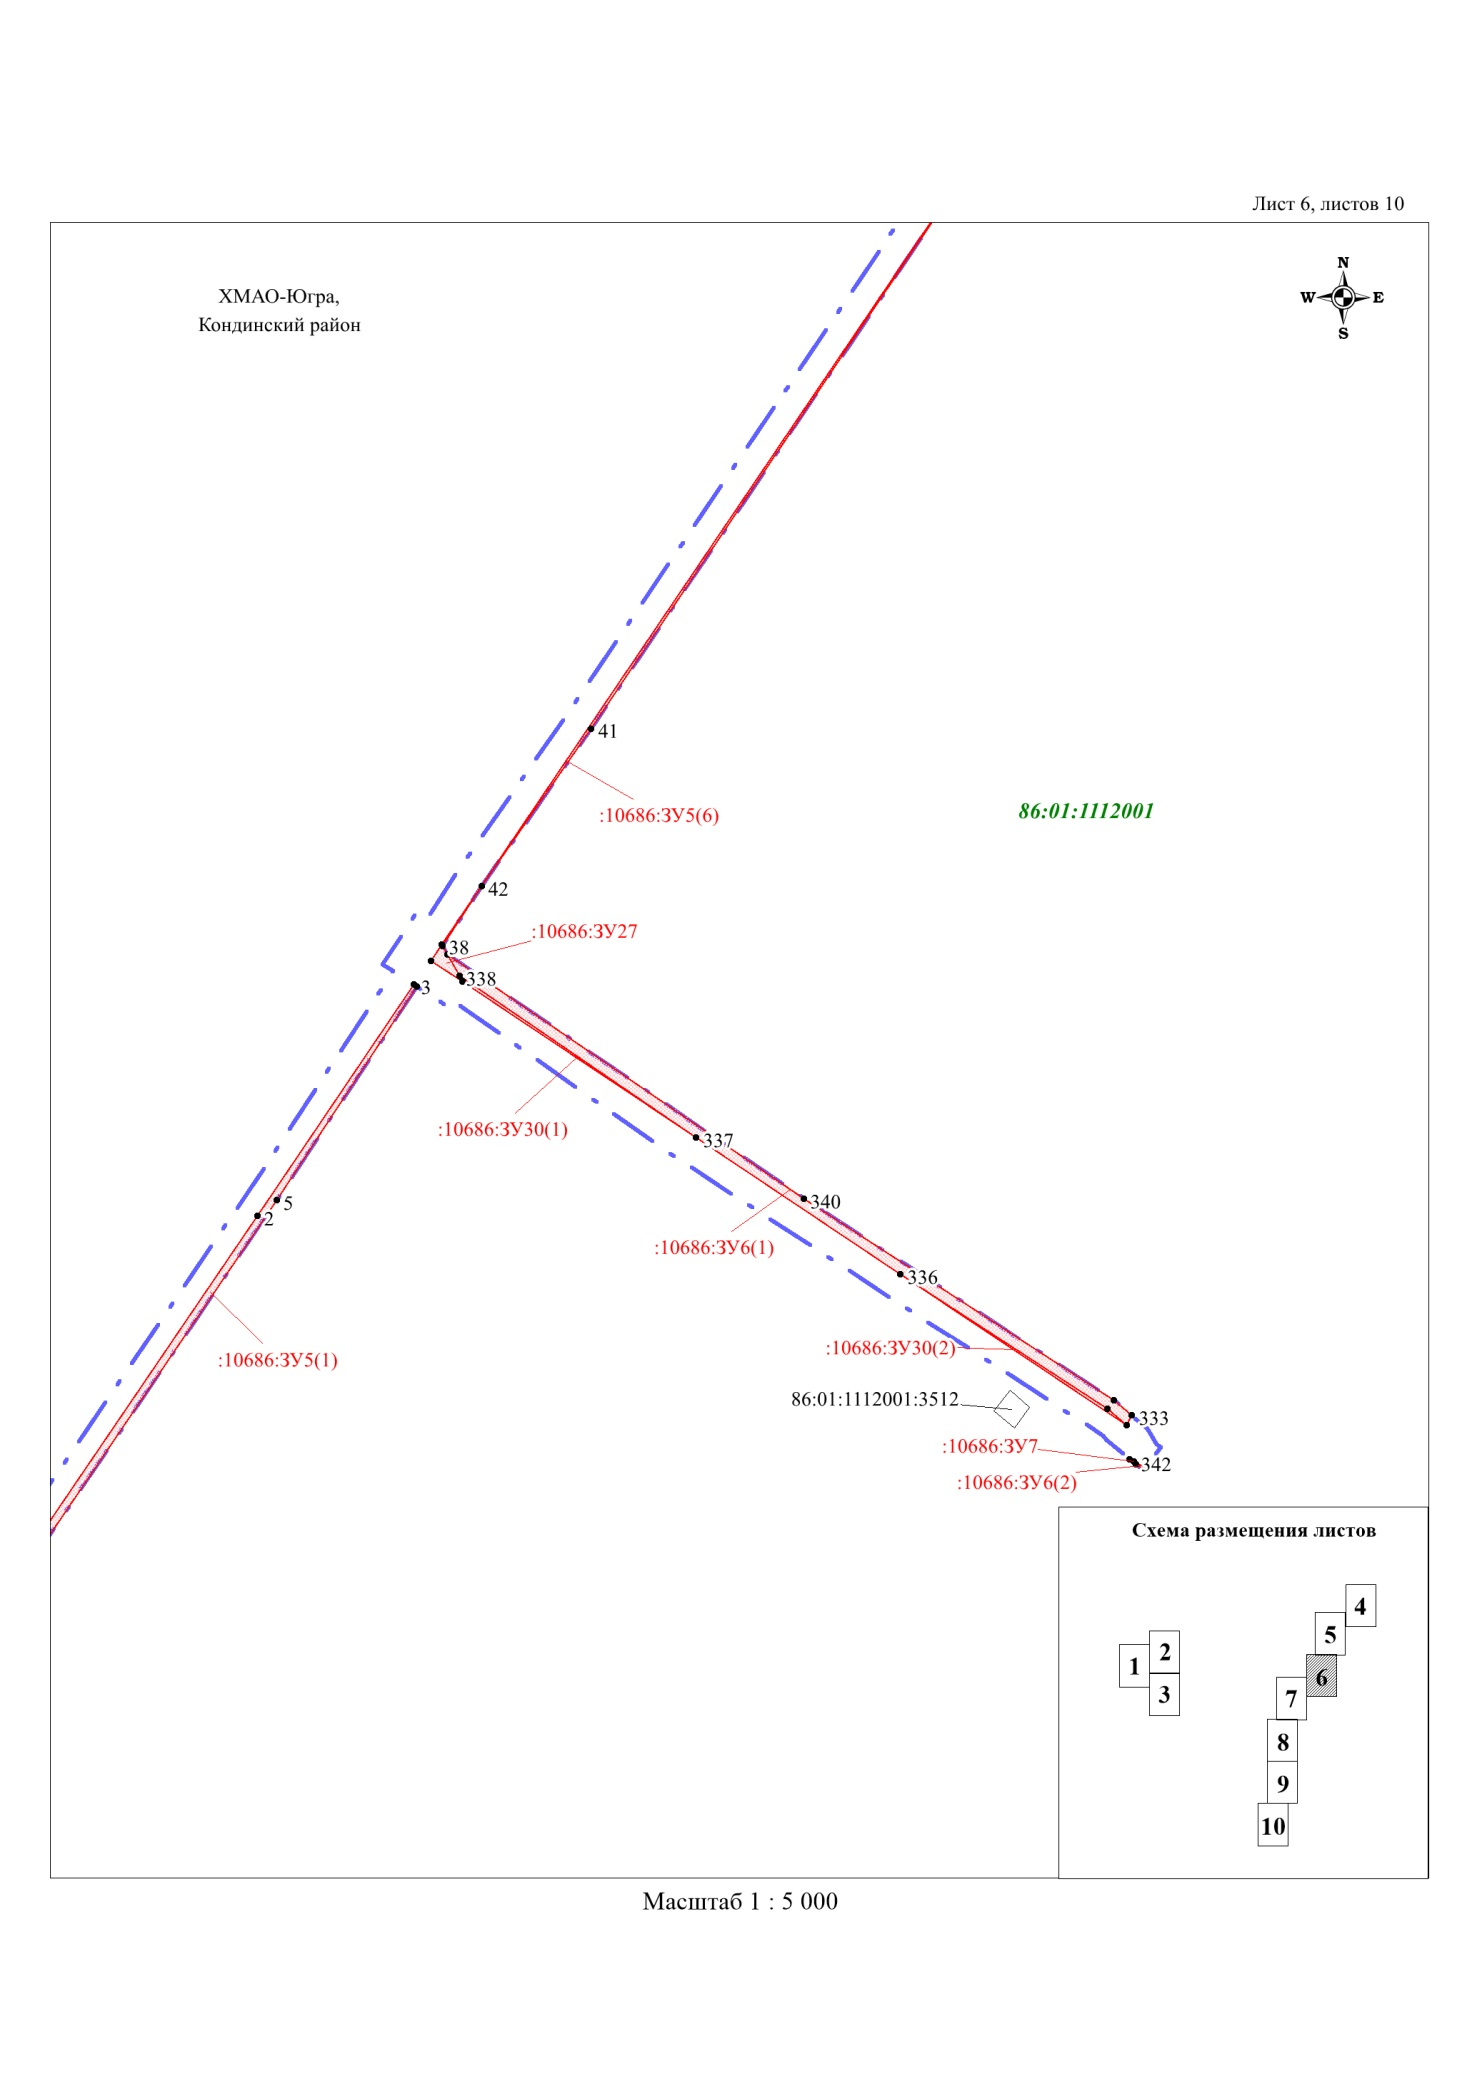 Лист 6, листов 10
N
W E
S
ХМАО-Югра,
Кондинский район
41
:10686:ЗУ5(6)
86:01:1112001
42
:10686:ЗУ27
38
338
3
:10686:ЗУ30(1)
337
5
2
340
:10686:ЗУ6(1)
336
:10686:ЗУ30(2)
:10686:ЗУ5(1)
86:01:1112001:3512
333
:10686:ЗУ7
342
:10686:ЗУ6(2)
Схема размещения листов
4
5
2
1
6
3
7
8
9
10
Масштаб 1 : 5 000